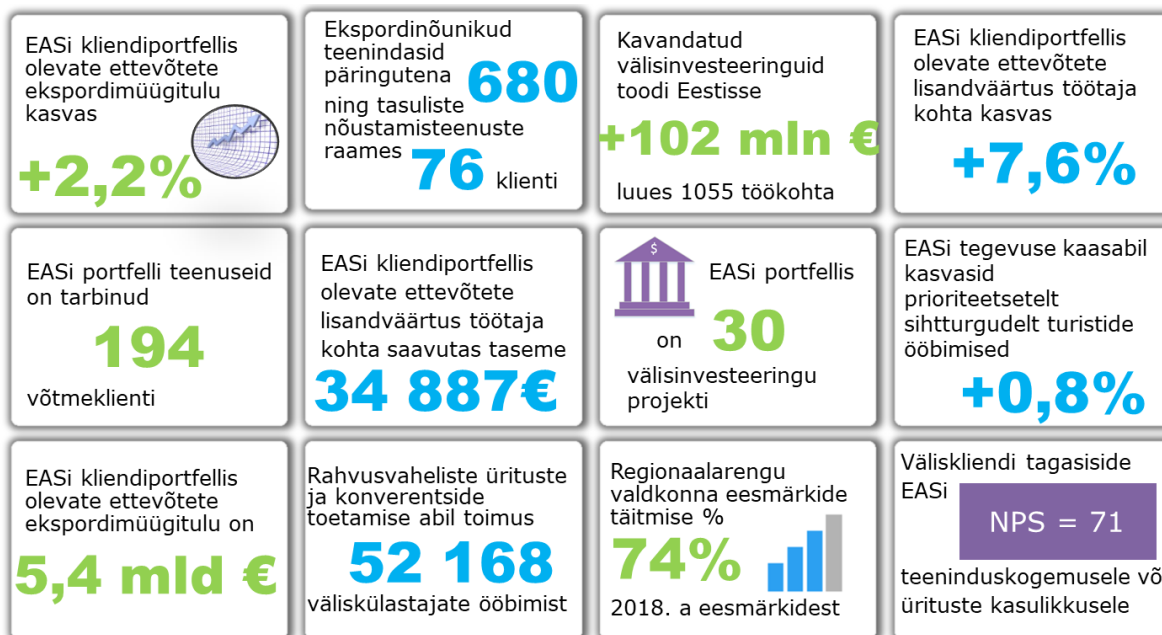 EASi kliendiportfellis
olevate ettevõtete
ekspordimüügitulu
kasvas
+2,2%
Ekspordinõunikud
teenindasid
päringutena 680
ning tasuliste
nõustamisteenuste
raames 76 klienti
Kavandatud
välisinvesteeringuid
toodi Eestisse
+102 mln €
luues 1055 töökohta
EASi kliendiportfellis
olevate ettevõtete
lisandväärtus töötaja
kohta kasvas
+7,6%
EASi portfelli teenuseid
on tarbinud
194
võtmeklienti
EASi kliendiportfellis
olevate ettevõtete
lisandväärtus töötaja
kohta saavutas taseme
34 887€
$
EASi portfellis
on 30
välisinvesteeringu
projekti
EASi tegevuse kaasabil
kasvasid
prioriteetsetelt
sihtturgudelt turistide
ööbimised
+0,8%
EASi kliendiportfellis
olevate ettevõtete
ekspordimüügitulu on
5,4 mld €
Rahvusvaheliste ürituste
ja konverentside
toetamise abil toimus
52 168
väliskülastajate ööbimist
Regionaalarengu
valdkonna eesmärkide
täitmise %
74%
2018. a eesmärkidest
Väliskliendi tagasiside
EASi
NPS = 71
teeninduskogemusele võ
ürituste kasulikkusele